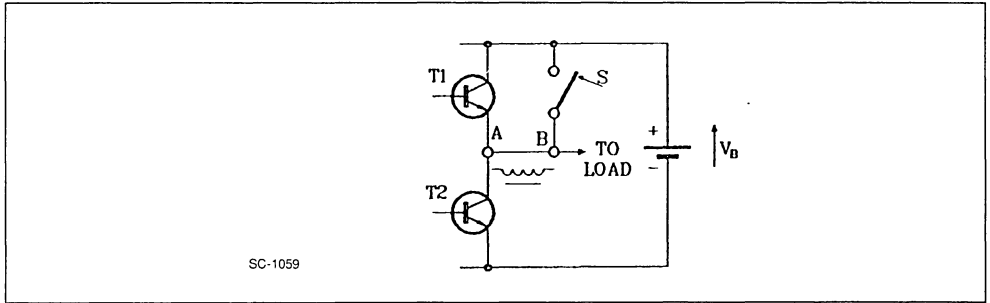 T1
S
A
B
+
TO
LOAD
V_B
−
T2
SC-1059